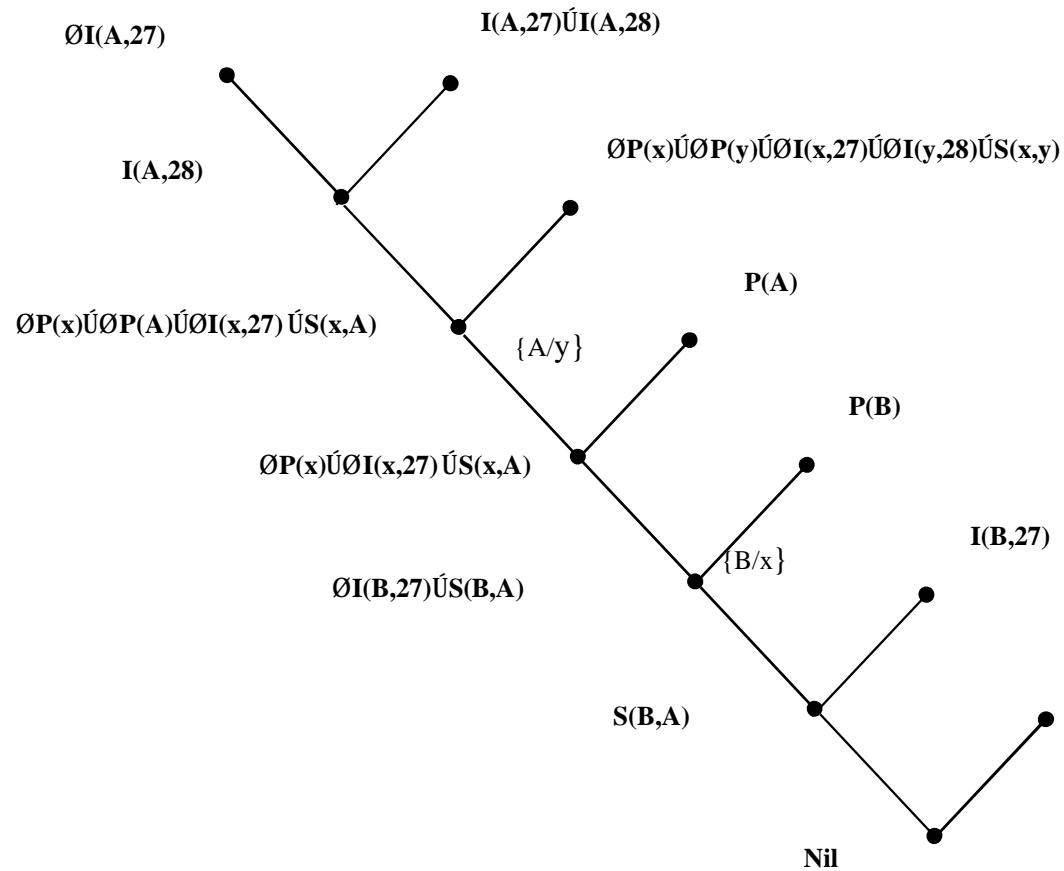 ØI(A,27)
I(A,27)ÚI(A,28)
I(A,28)
ØP(x)ÚØP(y)ÚØI(x,27)ÚØI(y,28)ÚS(x,y)
P(A)
ØP(x)ÚØP(A)ÚØI(x,27) ÚS(x,A)
{A/y}
P(B)
ØP(x)ÚØI(x,27) ÚS(x,A)
I(B,27)
{B/x}
ØI(B,27)ÚS(B,A)
S(B,A)
Nil